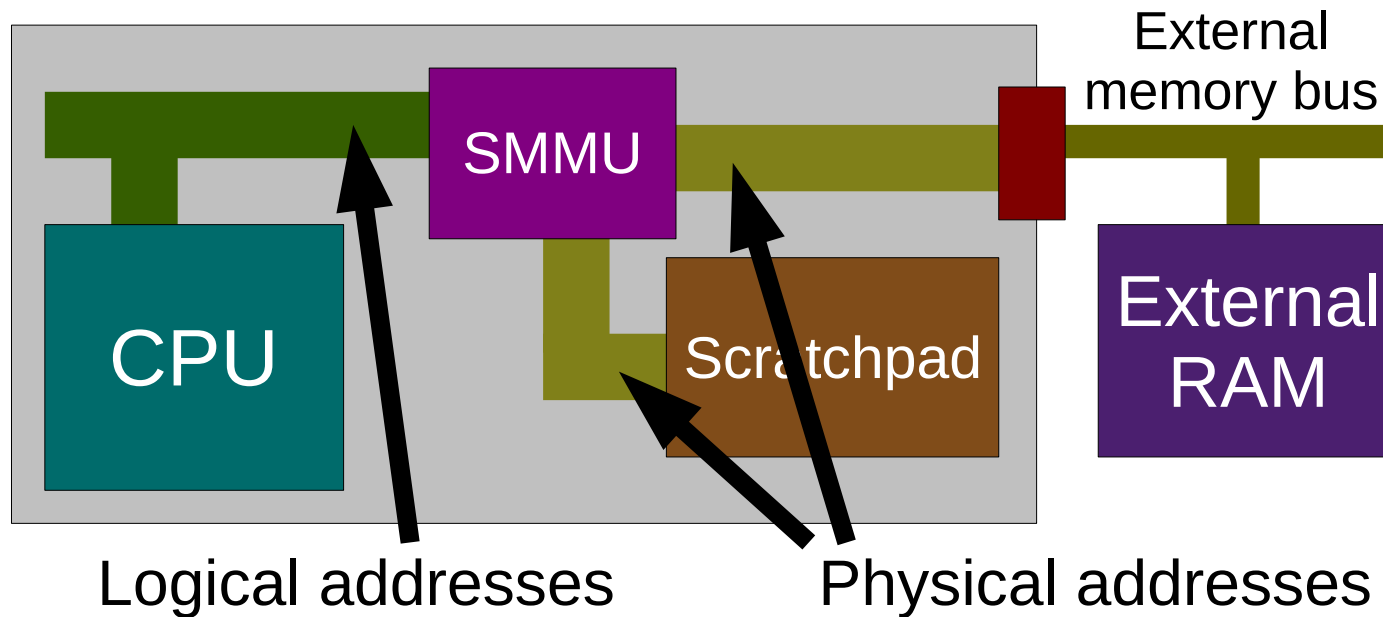 External
memory bus
SMMU
CPU
Scratchpad
External
RAM
Logical addresses
Physical addresses